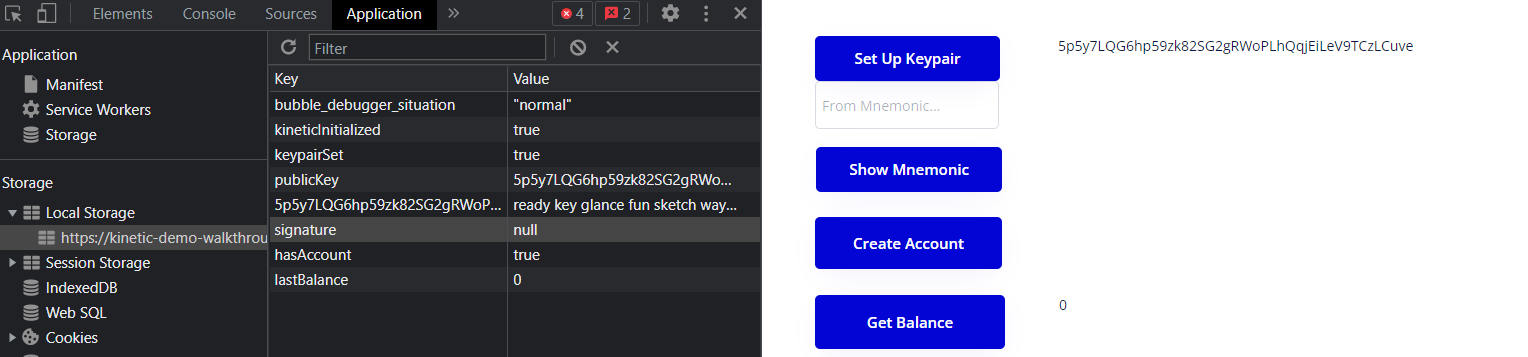 Elements Console Sources Application 4 2
Application
Manifest
Service Workers
Storage
Storage
Local Storage
https://kinetic-demo-walkthrou
Session Storage
IndexedDB
Web SQL
Cookies
Filter
Key Value
bubble_debugger_situation "normal"
kineticInitialized true
keypairSet true
publicKey 5p5y7LQG6hp59zk82SG2gRWo...
5p5y7LQG6hp59zk82SG2gRWoP... ready key glance fun sketch way...
signature null
hasAccount true
lastBalance 0
Set Up Keypair 5p5y7LQG6hp59zk82SG2gRWoPLhQqjEiLeV9TCzLCuve
From Mnemonic...
Show Mnemonic
Create Account
Get Balance 0